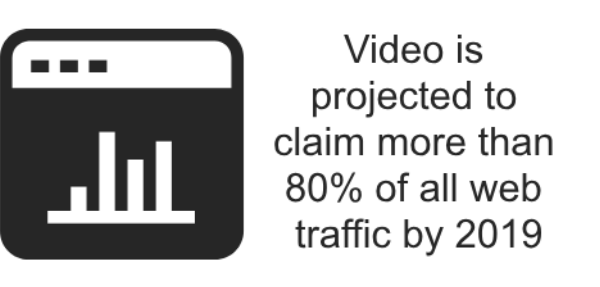 Video is
projected to
claim more than
80% of all web
traffic by 2019